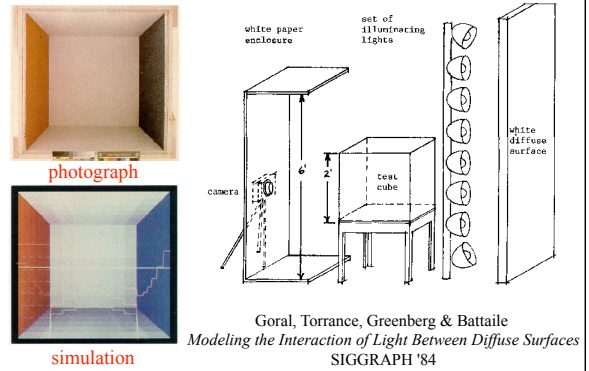 white paper
enclosure
set of
illuminating
lights
white
diffuse
surface
camera
6'
2'
test
cube
photograph
simulation
Goral, Torrance, Greenberg & Battaile
Modeling the Interaction of Light Between Diffuse Surfaces
SIGGRAPH '84